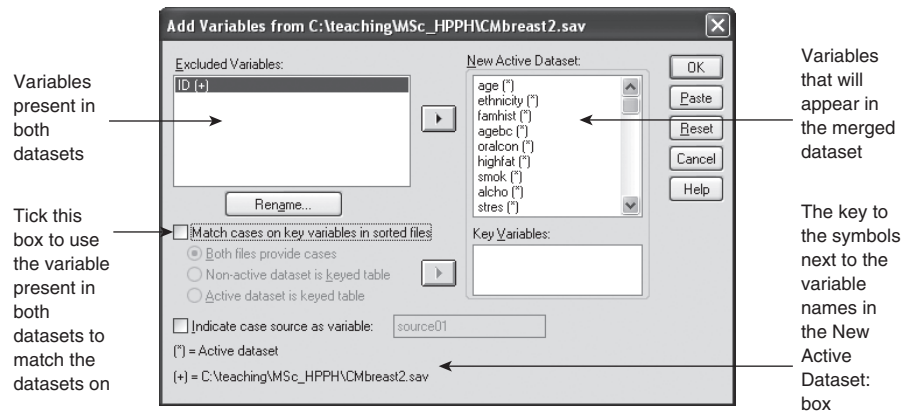 Add Variables from C:\teaching\MSc_HPPH\CMbreast2.sav
Variables
present in
both
datasets
Excluded Variables:
ID (+)
Rename...
New Active Dataset:
age (*)
ethnicity (*)
famhist (*)
agebc (*)
oralcon (*)
highfat (*)
smok (*)
alcho (*)
stres (*)
OK
Paste
Reset
Cancel
Help
Variables
that will
appear in
the merged
dataset
Tick this
box to use
the variable
present in
both
datasets to
match the
datasets on
Match cases on key variables in sorted files
Both files provide cases
Non-active dataset is keyed table
Active dataset is keyed table
Key Variables:
Indicate case source as variable:
source01
(*) = Active dataset
(+) = C:\teaching\MSc_HPPH\CMbreast2.sav
The key to
the symbols
next to the
variable
names in
the New
Active
Dataset:
box